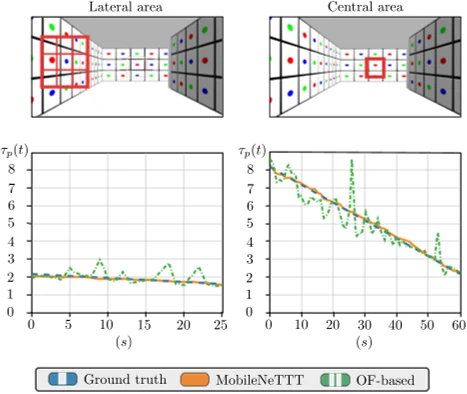 Lateral area
Central area
τp(t)
8
7
6
5
4
3
2
1
0
0 5 10 15 20 25
(s)
τp(t)
8
7
6
5
4
3
2
1
0
0 10 20 30 40 50 60
(s)
Ground truth MobileNeTTT OF-based